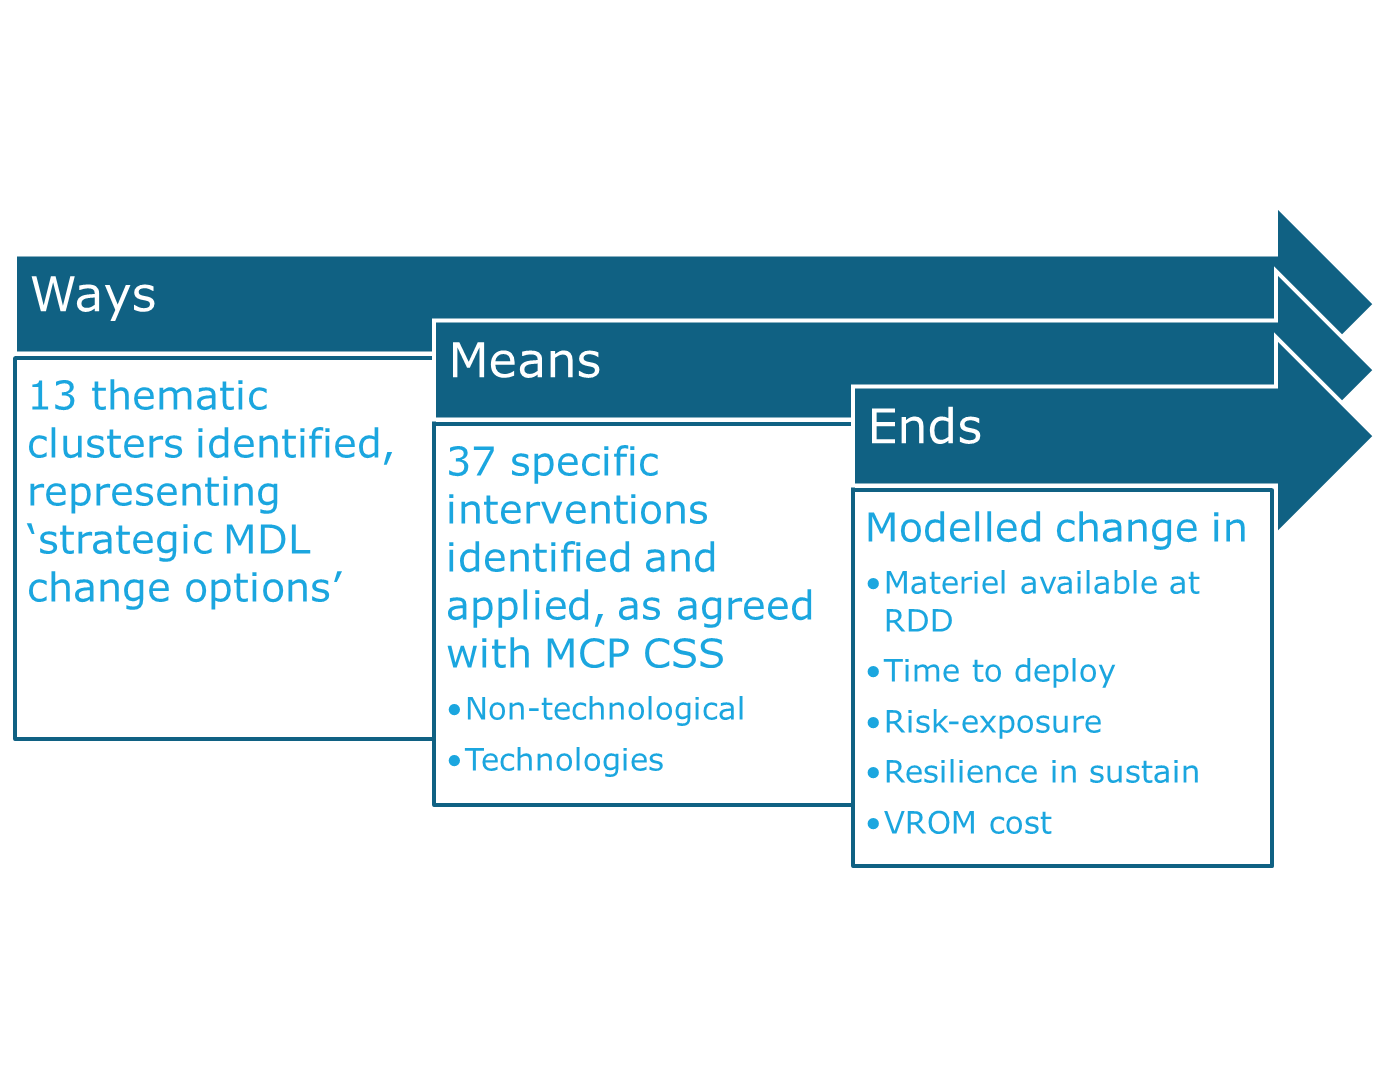 Ways
13 thematic
clusters identified,
representing
‘strategic MDL
change options’
Means
37 specific
interventions
identified and
applied, as agreed
with MCP CSS
•Non-technological
•Technologies
Ends
Modelled change in
•Materiel available at
RDD
•Time to deploy
•Risk-exposure
•Resilience in sustain
•VROM cost